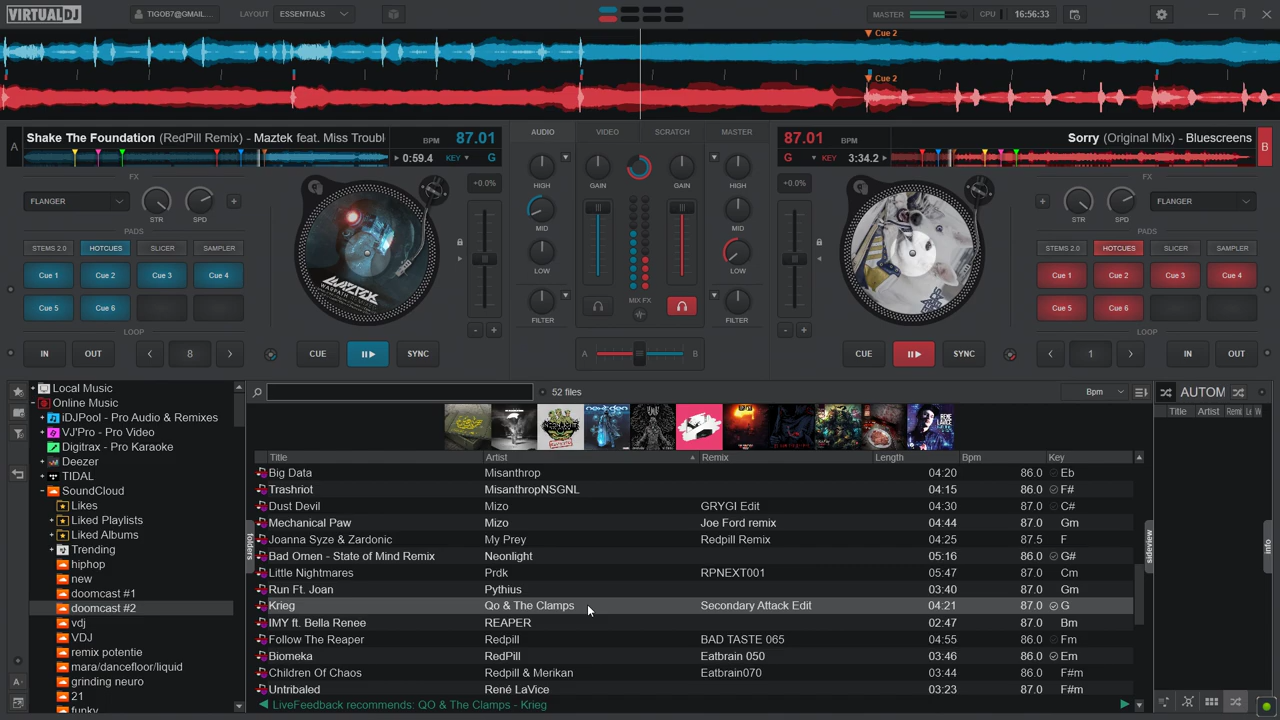 VIRTUAL DJ
TIGO87@GMAIL...
LAYOUT ESSENTIALS
MASTER
CPU
16:56:33
Cue 2
Cue 2
A
Shake The Foundation (RedPill Remix) - Maztek feat. Miss Troubl
BPM 87.01
0:59.4 KEY G
AUDIO VIDEO SCRATCH MASTER
87.01 BPM
G KEY 3:34.2
Sorry (Original Mix) - Bluescreens
B
FX
FLANGER
STR SPD
PADS
STEMS 2.0 HOTCUES SLICER SAMPLER
Cue 1 Cue 2 Cue 3 Cue 4
Cue 5 Cue 6
LOOP
IN OUT 8
+0.0%
- +
CUE SYNC
HIGH GAIN GAIN HIGH
MID
LOW LOW
MIX FX
FILTER FILTER
A B
+0.0%
- +
CUE SYNC
FX
STR SPD FLANGER
PADS
STEMS 2.0 HOTCUES SLICER SAMPLER
Cue 1 Cue 2 Cue 3 Cue 4
Cue 5 Cue 6
LOOP
1 IN OUT
Local Music
Online Music
iDJPool - Pro Audio & Remixes
VJ'Pro - Pro Video
Digitrax - Pro Karaoke
Deezer
TIDAL
SoundCloud
Likes
Liked Playlists
Liked Albums
Trending
hiphop
new
doomcast #1
doomcast #2
vdj
VDJ
remix potentie
mara/dancefloor/liquid
grinding neuro
21
funky
folders
52 files
Bpm
Title Artist Remix Length Bpm Key
Big Data Misanthrop 04:20 86.0 Eb
Trashriot MisanthropNSGNL 04:15 86.0 F#
Dust Devil Mizo GRYGI Edit 04:30 86.0 C#
Mechanical Paw Mizo Joe Ford remix 04:44 87.0 Gm
Joanna Syze & Zardonic My Prey Redpill Remix 04:25 87.5 F
Bad Omen - State of Mind Remix Neonlight 05:16 86.0 G#
Little Nightmares Prdk RPNEXT001 05:47 87.0 Cm
Run Ft. Joan Pythius 03:40 87.0 Gm
Krieg Qo & The Clamps Secondary Attack Edit 04:21 87.0 G
IMY ft. Bella Renee REAPER 02:47 87.0 Bm
Follow The Reaper Redpill BAD TASTE 065 04:55 86.0 Fm
Biomeka RedPill Eatbrain 050 03:46 86.0 Em
Children Of Chaos Redpill & Merikan Eatbrain070 03:44 87.0 F#m
Untribaled René LaVice 03:23 87.0 F#m
LiveFeedback recommends: QO & The Clamps - Krieg
sideview
AUTOM
Title Artist
info